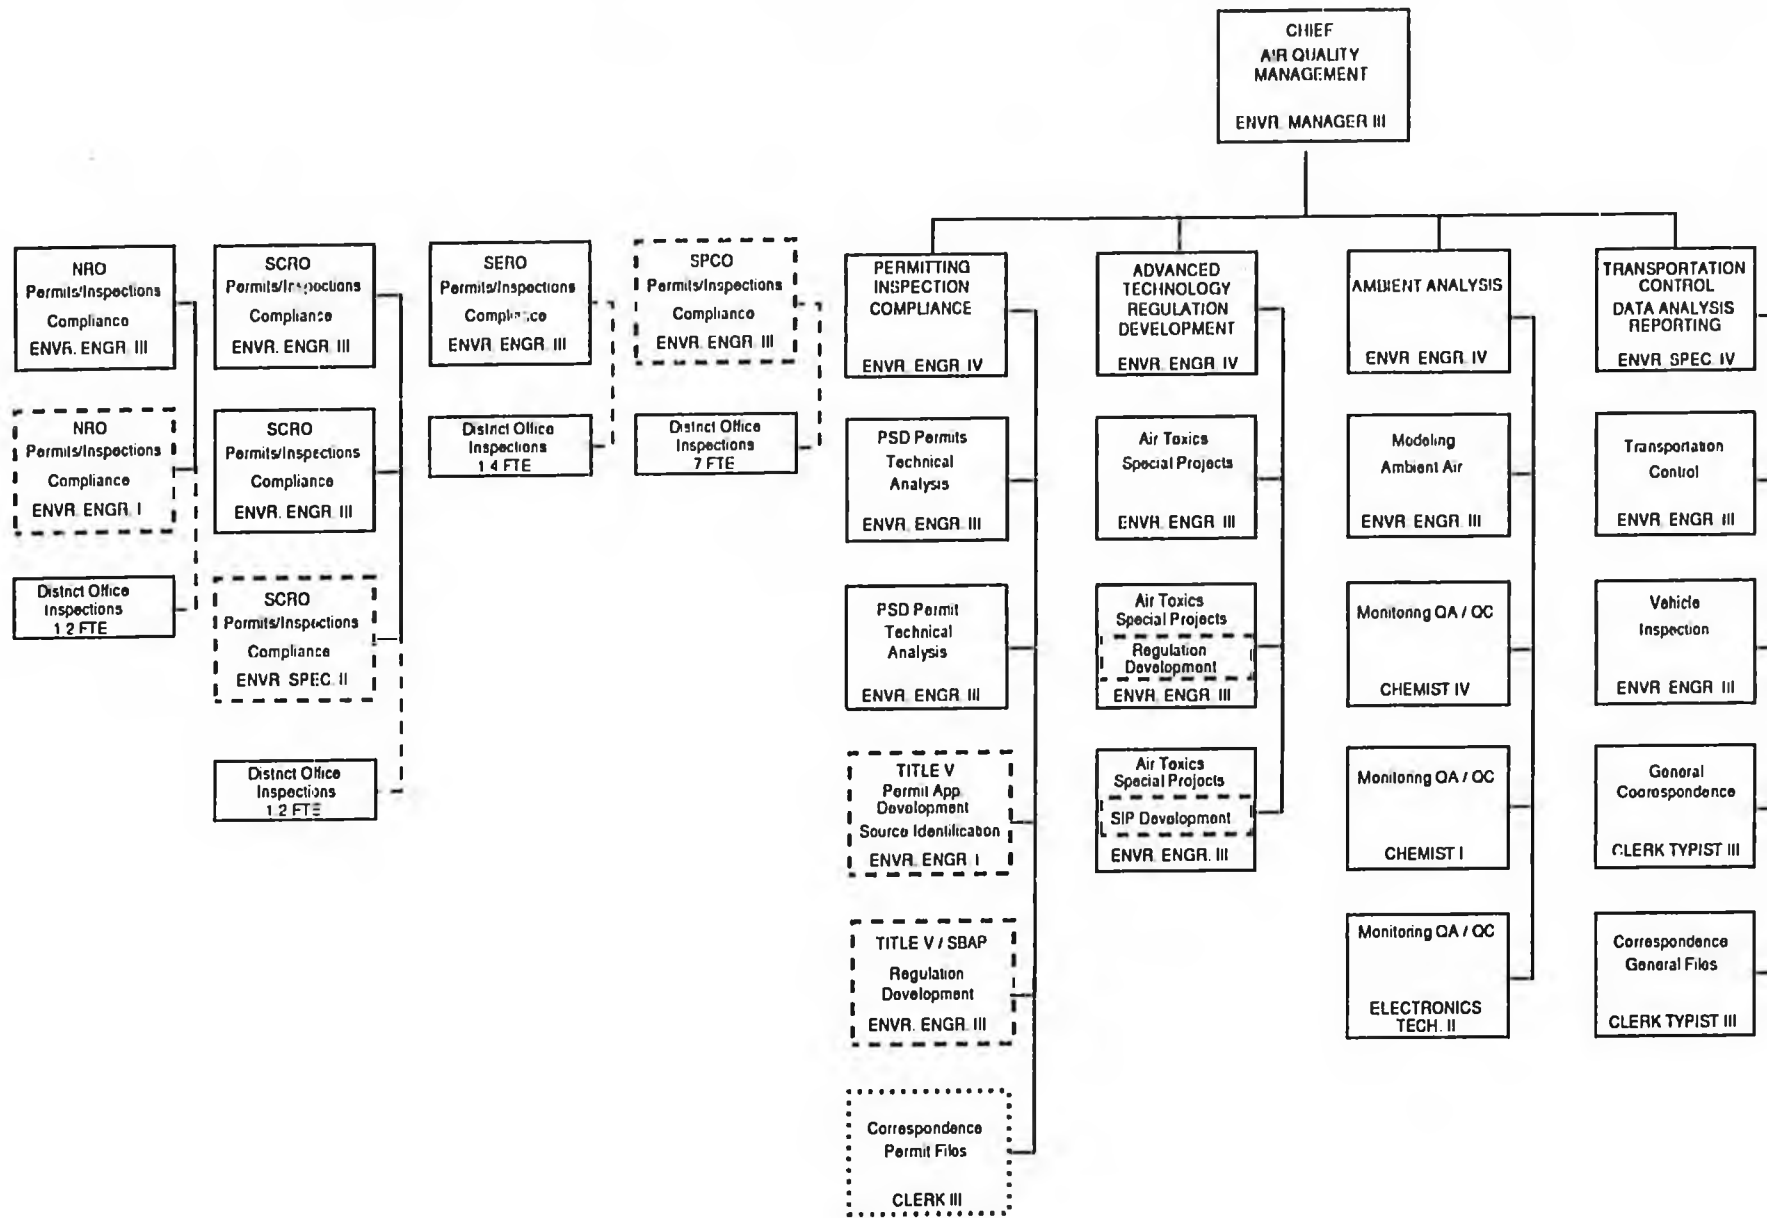 CHIEF
AIR QUALITY
MANAGEMENT
ENVR. MANAGER III
NRO
Permits/Inspections
Compliance
ENVR. ENGR. III
NRO
Permits/Inspections
Compliance
ENVR. ENGR. I
District Office
Inspections
1.2 FTE
SCRO
Permits/Inspections
Compliance
ENVR. ENGR. III
SCRO
Permits/Inspections
Compliance
ENVR. ENGR. III
SCRO
Permits/Inspections
Compliance
ENVR. SPEC. II
District Office
Inspections
1.2 FTE
SERO
Permits/Inspections
Compliance
ENVR. ENGR. III
District Office
Inspections
1.4 FTE
SPCO
Permits/Inspections
Compliance
ENVR. ENGR. III
District Office
Inspections
7 FTE
PERMITTING
INSPECTION
COMPLIANCE
ENVR. ENGR. IV
PSD Permits
Technical
Analysis
ENVR. ENGR. III
PSD Permit
Technical
Analysis
ENVR. ENGR. III
TITLE V
Permit App
Development
Source Identification
ENVR. ENGR. I
TITLE V / SBAP
Regulation
Development
ENVR. ENGR. III
Correspondence
Permit Files
CLERK III
ADVANCED
TECHNOLOGY
REGULATION
DEVELOPMENT
ENVR. ENGR. IV
Air Toxics
Special Projects
ENVR. ENGR. III
Air Toxics
Special Projects
Regulation
Development
ENVR. ENGR. III
Air Toxics
Special Projects
SIP Development
ENVR. ENGR. III
AMBIENT ANALYSIS
ENVR. ENGR. IV
Modeling
Ambient Air
ENVR. ENGR. III
Monitoring QA / QC
CHEMIST IV
Monitoring QA / QC
CHEMIST I
Monitoring QA / QC
ELECTRONICS
TECH. II
TRANSPORTATION
CONTROL
DATA ANALYSIS
REPORTING
ENVR. SPEC. IV
Transportation
Control
ENVR. ENGR. III
Vehicle
Inspection
ENVR. ENGR. III
General
Coorospondence
CLERK TYPIST III
Correspondence
General Files
CLERK TYPIST III